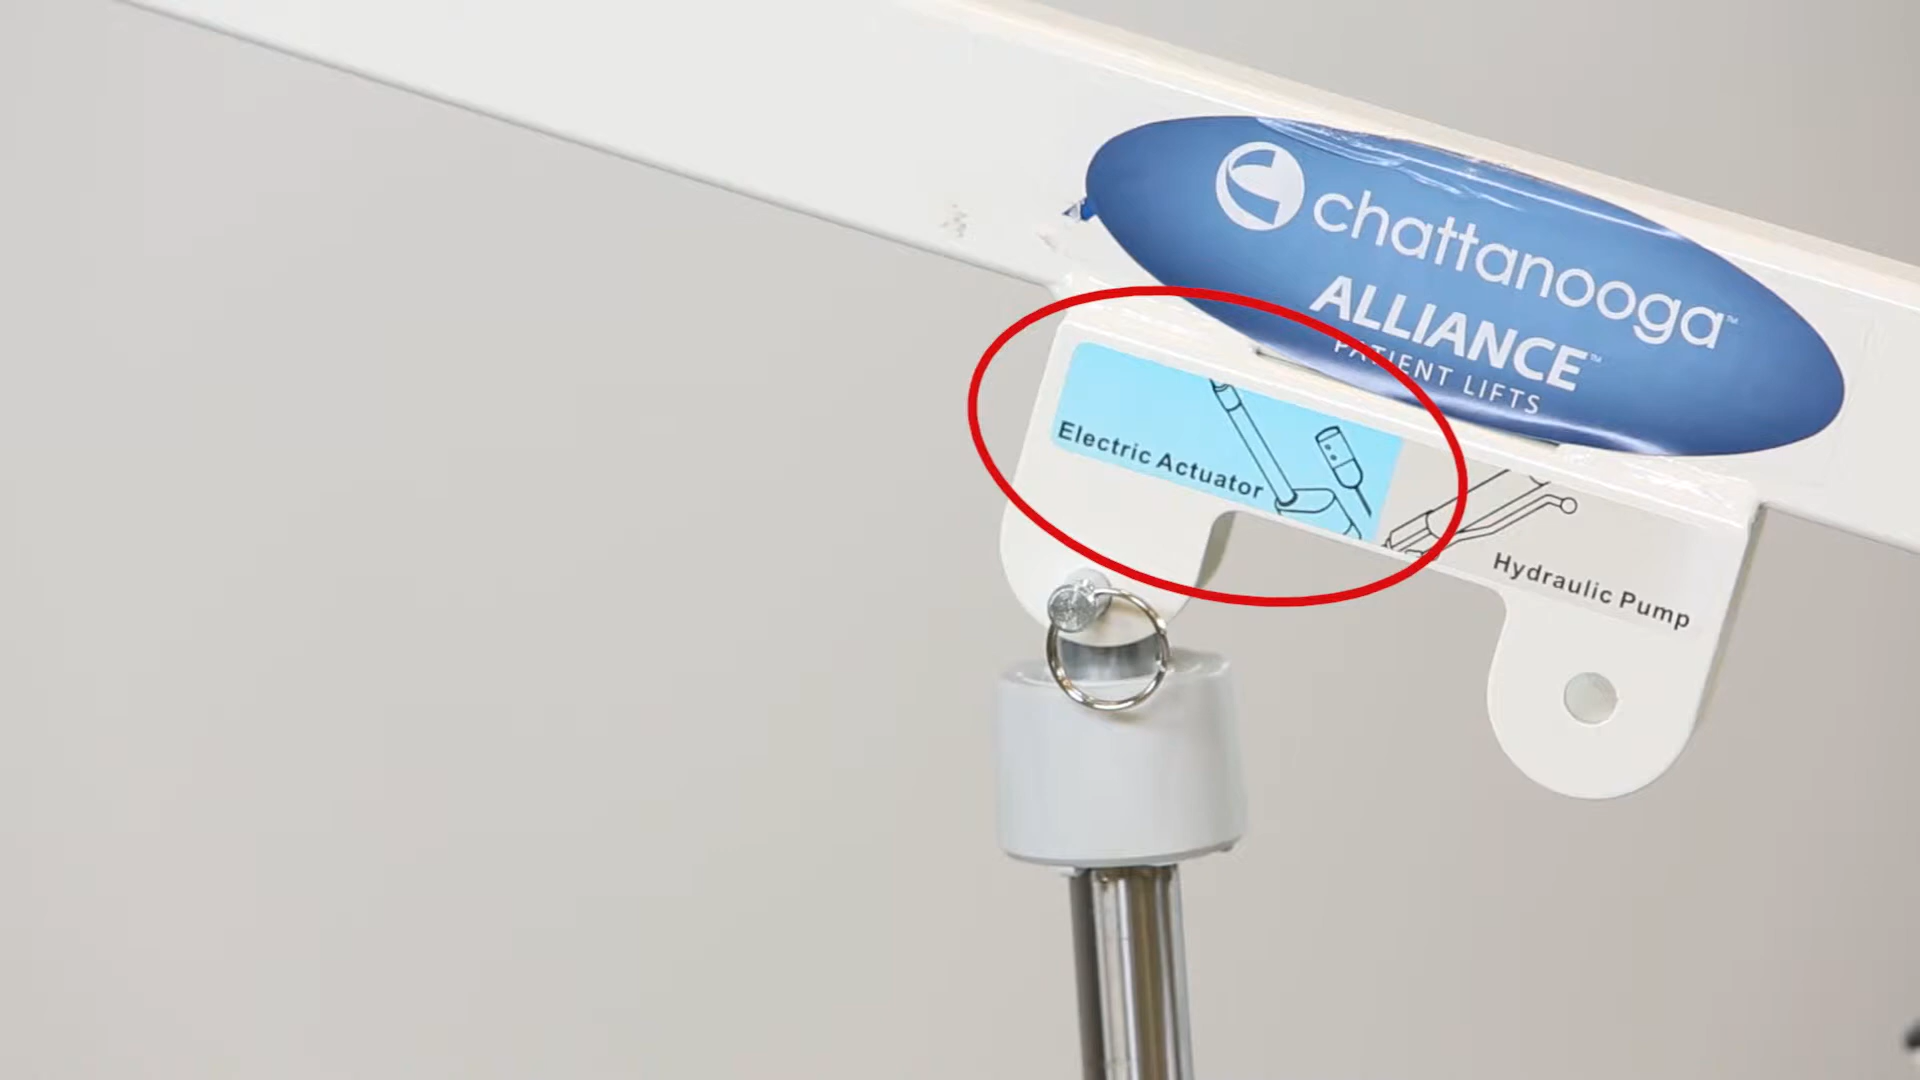 chattanooga™
ALLIANCE™
PATIENT LIFTS
Electric Actuator
Hydraulic Pump